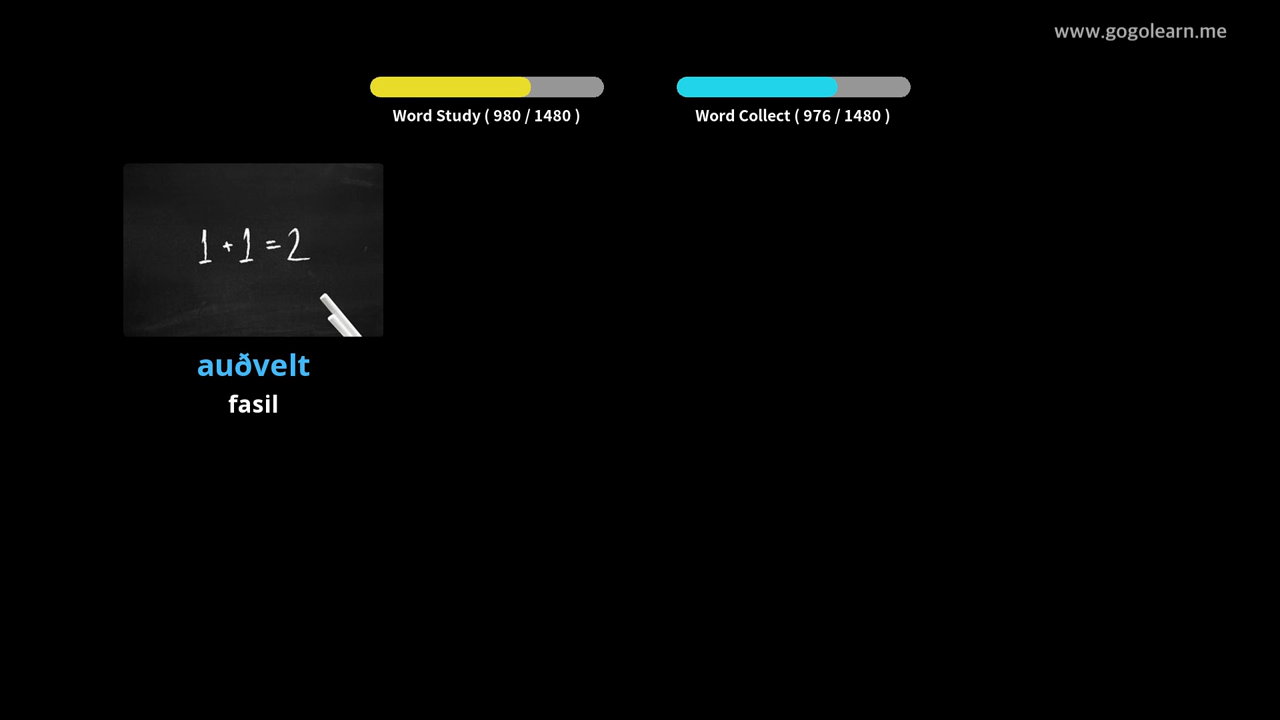 www.gogolearn.me
Word Study ( 980 / 1480 )
Word Collect ( 976 / 1480 )
1 + 1 = 2
auðvelt
fasil